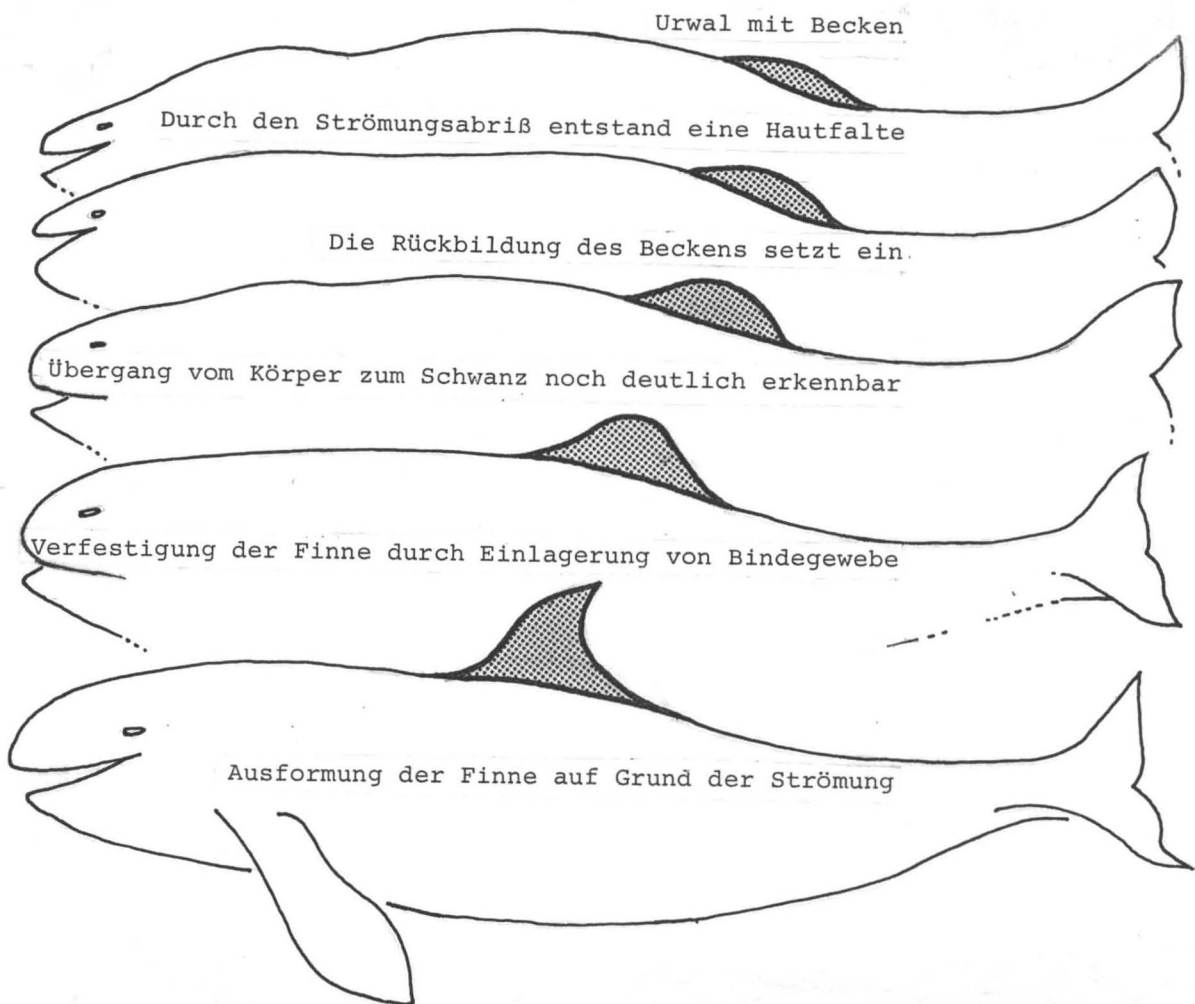 Urwal mit Becken
Durch den Strömungsabriß entstand eine Hautfalte
Die Rückbildung des Beckens setzt ein.
Übergang vom Körper zum Schwanz noch deutlich erkennbar
Verfestigung der Finne durch Einlagerung von Bindegewebe
Ausformung der Finne auf Grund der Strömung